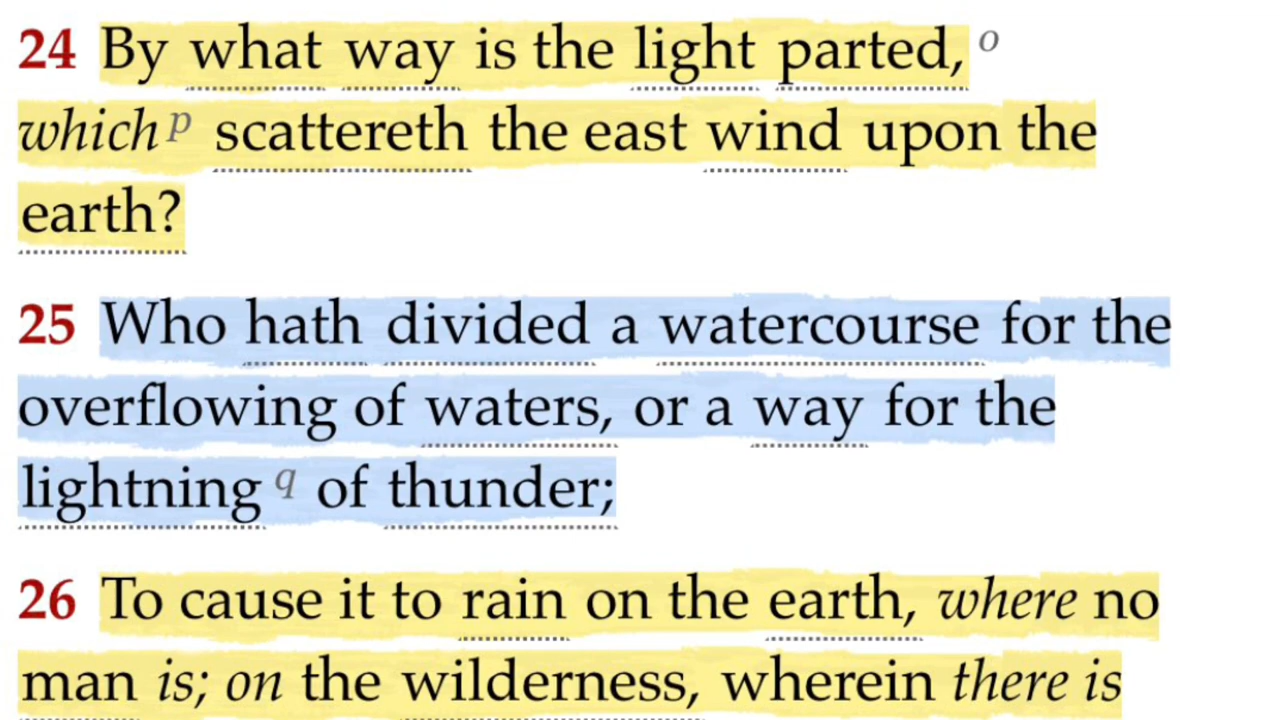 24 By what way is the light parted, o
which p scattereth the east wind upon the
earth?
25 Who hath divided a watercourse for the
overflowing of waters, or a way for the
lightning q of thunder;
26 To cause it to rain on the earth, where no
man is; on the wilderness, wherein there is